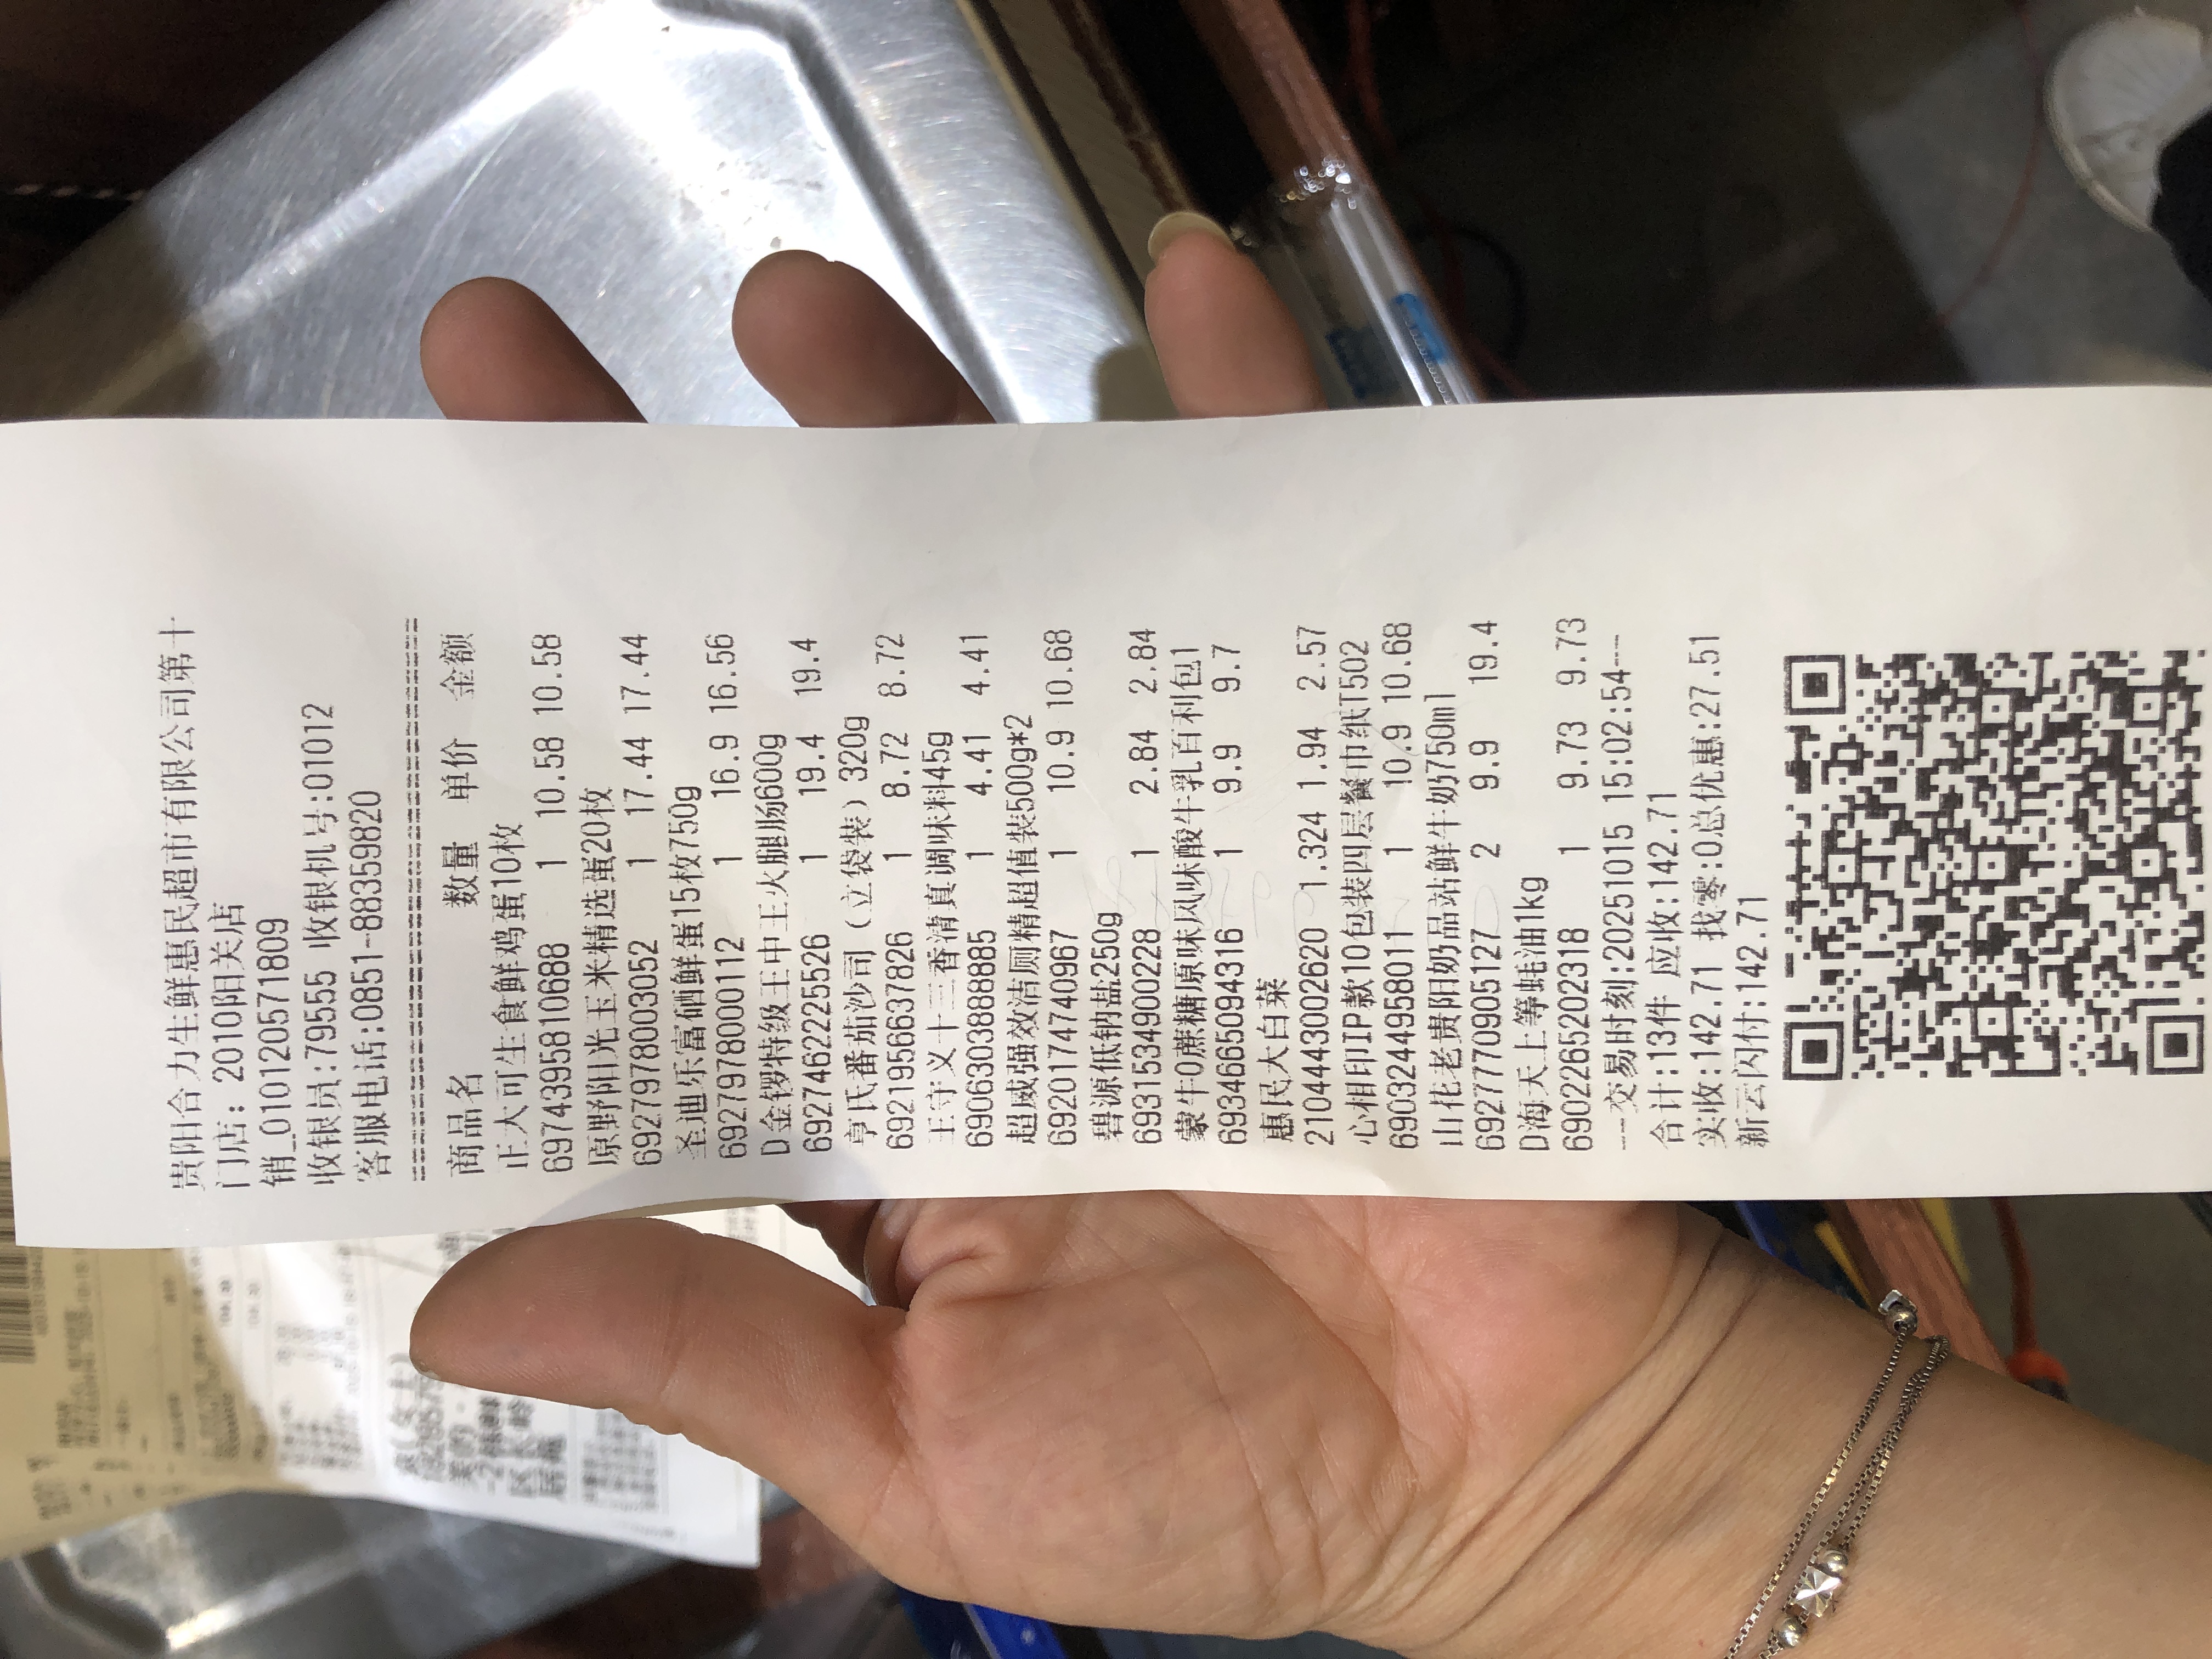 贵阳合力生鲜惠民超市有限公司第十
门店: 2010阳关店
销_0101120571809
收银员:79555 收银机号:01012
客服电话:0851-88359820
商品名 数量 单价 金额
正大可生食鲜鸡蛋10枚
6974395810688 1 10.58 10.58
原野阳光玉米精选蛋20枚
6927978003052 1 17.44 17.44
圣迪乐富硒鲜蛋15枚750g
6927978000112 1 16.9 16.56
D金锣特级王中王火腿肠600g
6927462225526 1 19.4 19.4
亨氏番茄沙司（立袋装）320g
6921956637826 1 8.72 8.72
王守义十三香清真调味料45g
6906303888885 1 4.41 4.41
超威强效洁厕精超值装500g*2
6920174740967 1 10.9 10.68
碧源低钠盐250g
6931534900228 1 2.84 2.84
蒙牛0蔗糖原味风味酸牛乳百利包1
6934665094316 1 9.9 9.7
惠民大白菜
2104443002620 1.324 1.94 2.57
心相印IP款10包装四层餐巾纸T502
6903244958011 1 10.9 10.68
山花老贵阳奶品站鲜牛奶750ml
6927770905127 2 9.9 19.4
D海天上等蚝油1kg
6902265202318 1 9.73 9.73
---交易时刻:20251015 15:02:54---
合计:13件 应收:142.71
实收:142.71 找零:0总优惠:27.51
新云闪付:142.71